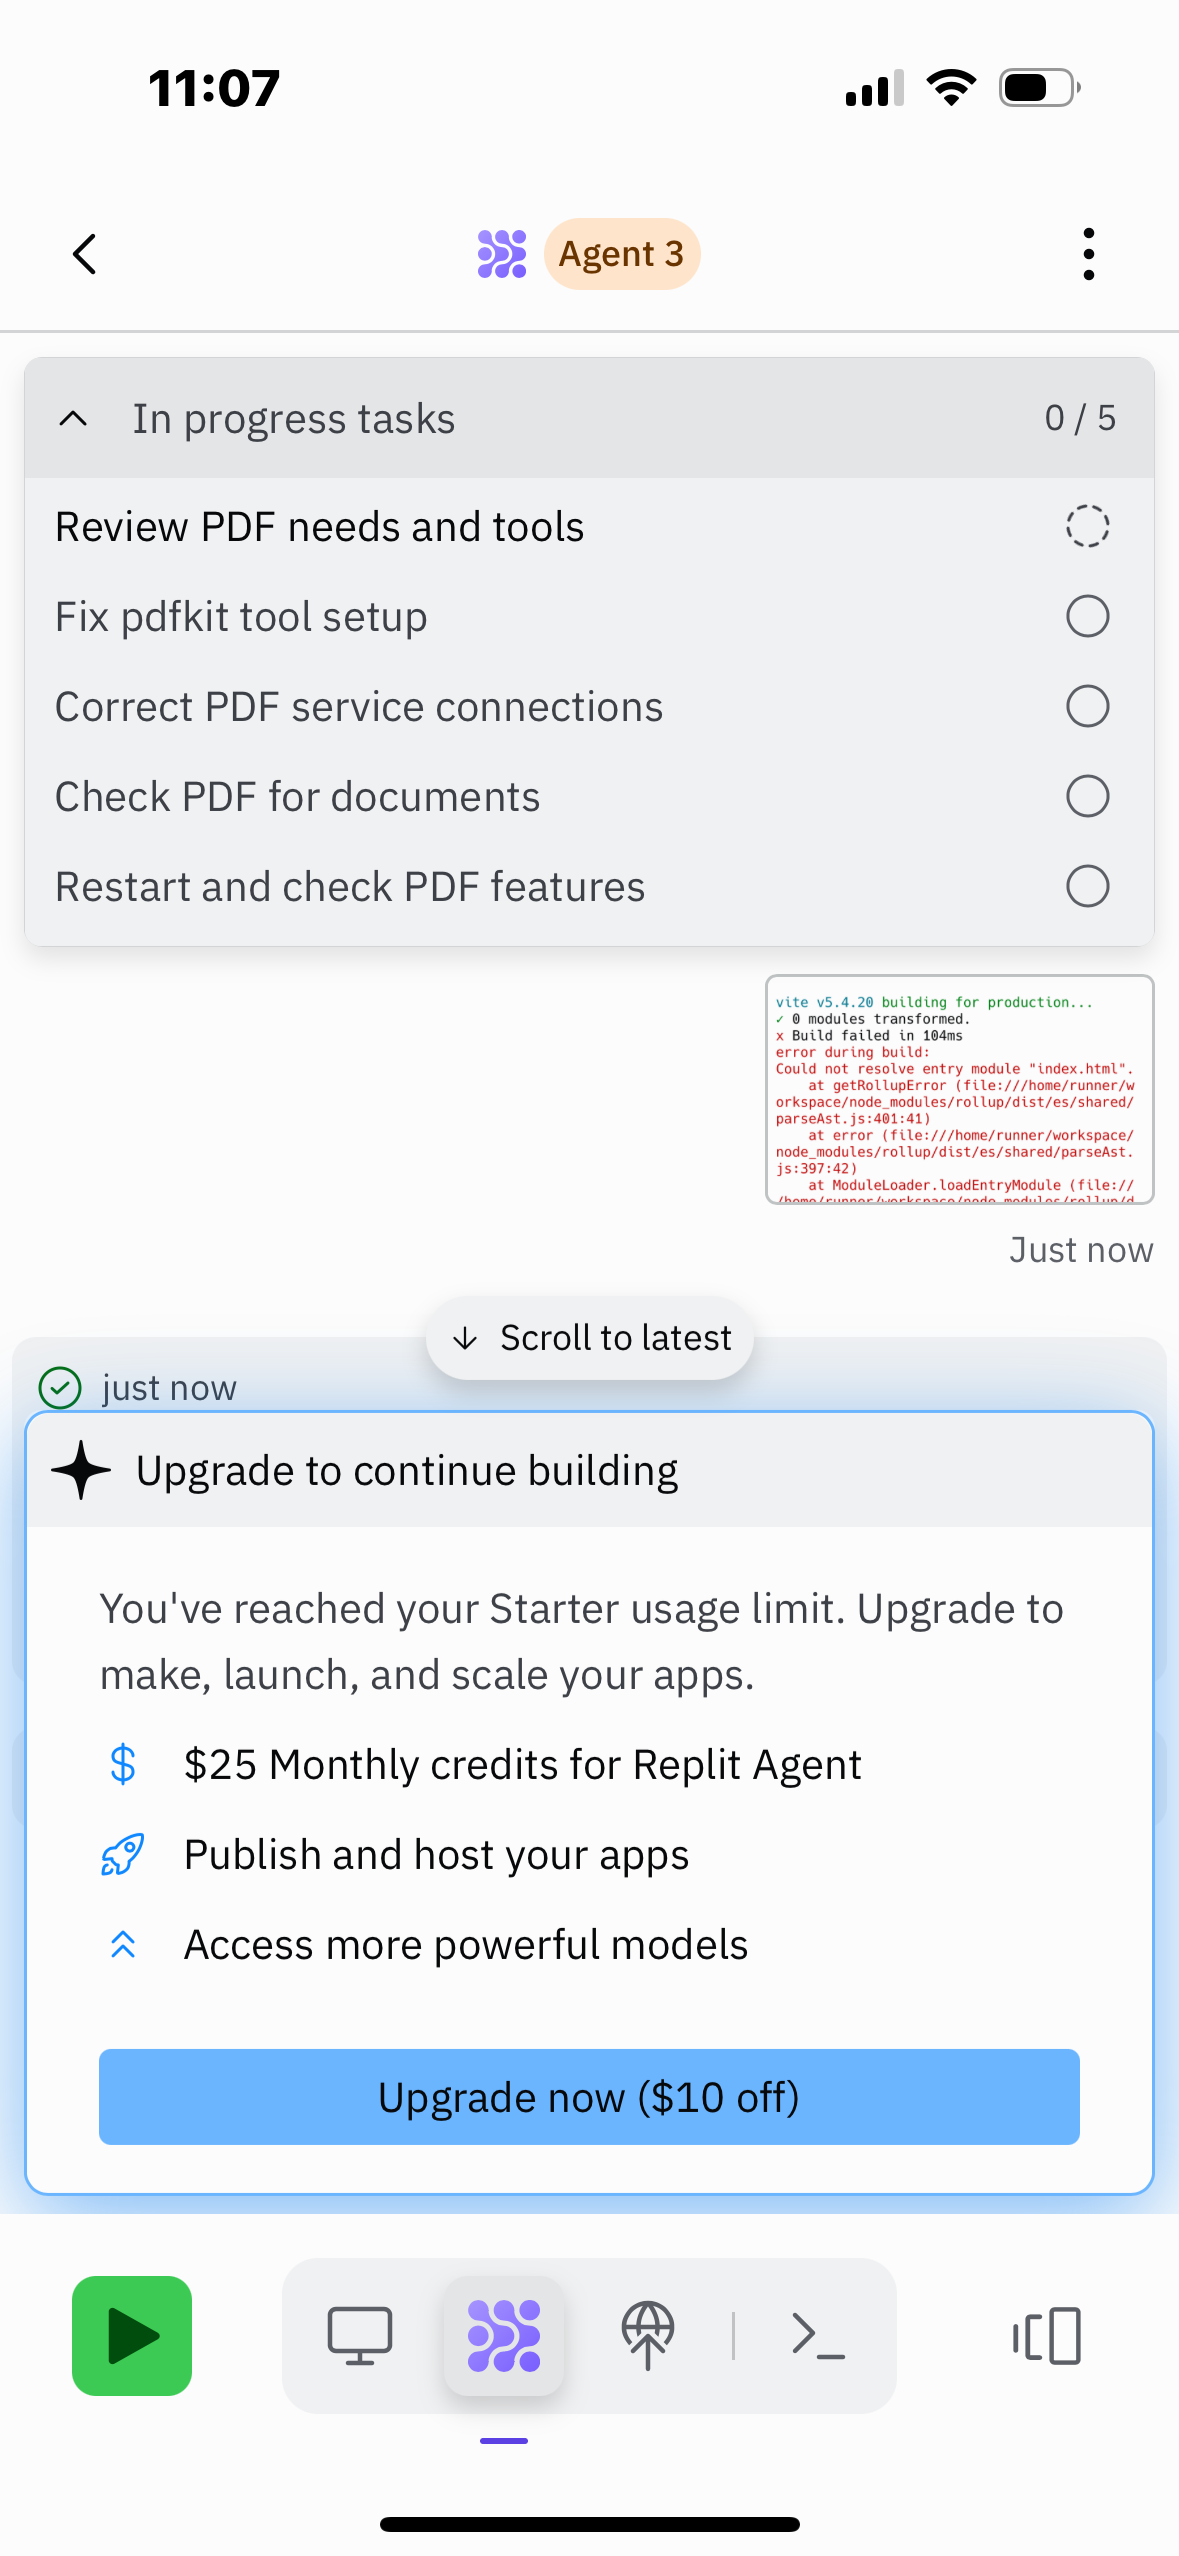 11:07
Agent 3
In progress tasks 0 / 5
Review PDF needs and tools
Fix pdfkit tool setup
Correct PDF service connections
Check PDF for documents
Restart and check PDF features
vite v5.4.20 building for production...
✓ 0 modules transformed.
x Build failed in 104ms
error during build:
Could not resolve entry module "index.html".
at getRollupError (file:///home/runner/w
orkspace/node_modules/rollup/dist/es/shared/
parseAst.js:401:41)
at error (file:///home/runner/workspace/
node_modules/rollup/dist/es/shared/parseAst.
js:397:42)
at ModuleLoader.loadEntryModule (file://
/home/runner/workspace/node_modules/rollup/d
Just now
Scroll to latest
just now
Upgrade to continue building
You've reached your Starter usage limit. Upgrade to
make, launch, and scale your apps.
$25 Monthly credits for Replit Agent
Publish and host your apps
Access more powerful models
Upgrade now ($10 off)